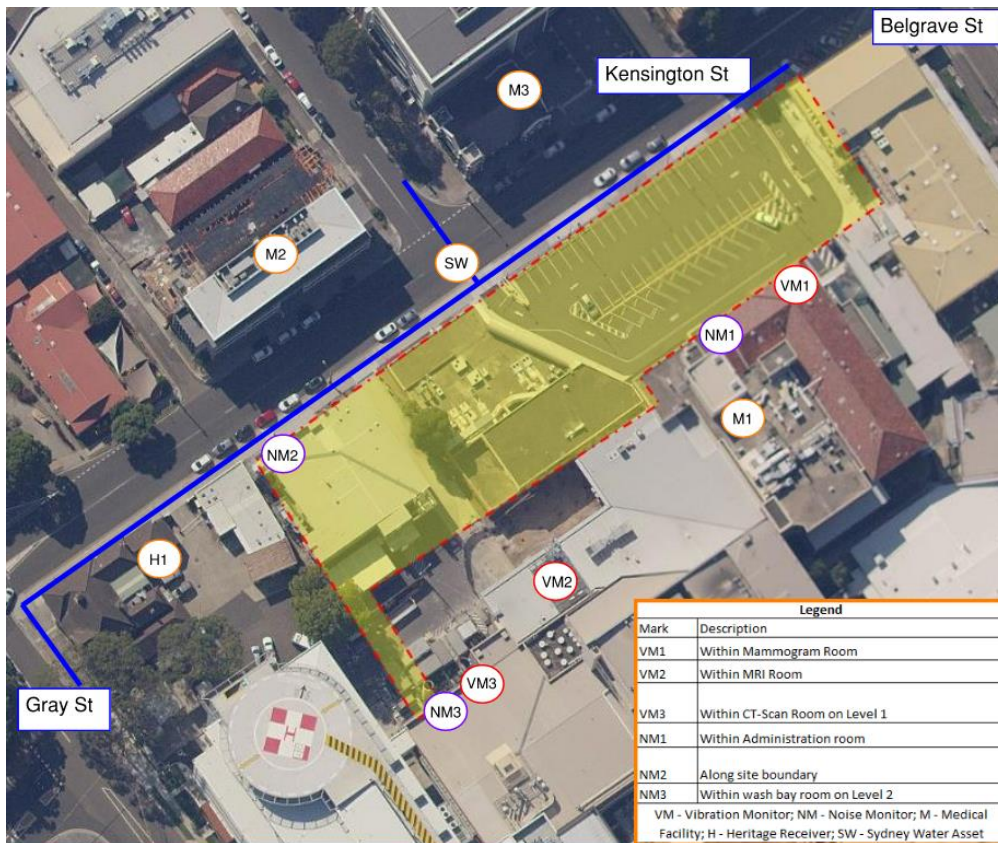 Belgrave St
Kensington St
M3
M2
SW
VM1
NM1
M1
NM2
H1
VM2
VM3
NM3
Gray St
H
Legend
Mark Description
VM1 Within Mammogram Room
VM2 Within MRI Room
VM3 Within CT-Scan Room on Level 1
NM1 Within Administration room
NM2 Along site boundary
NM3 Within wash bay room on Level 2
VM - Vibration Monitor; NM - Noise Monitor; M - Medical
Facility; H - Heritage Receiver; SW - Sydney Water Asset